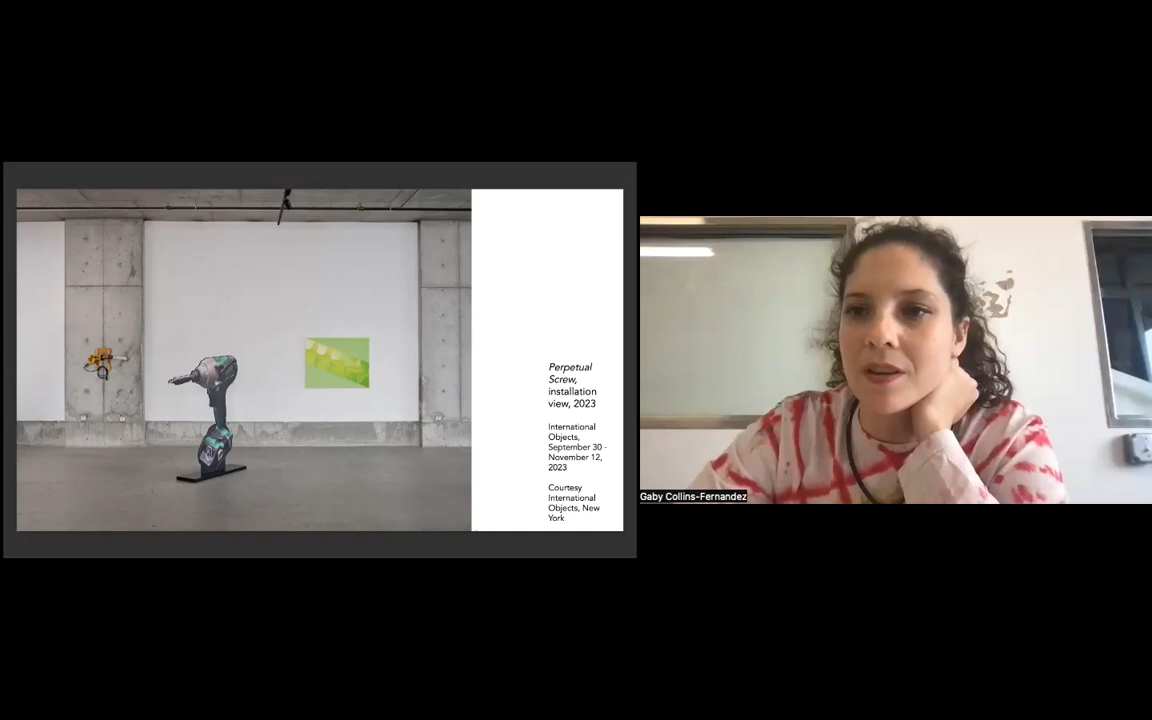 Perpetual
Screw,
installation
view, 2023
International
Objects,
September 30 -
November 12,
2023
Courtesy
International
Objects, New
York
Gaby Collins-Fernandez